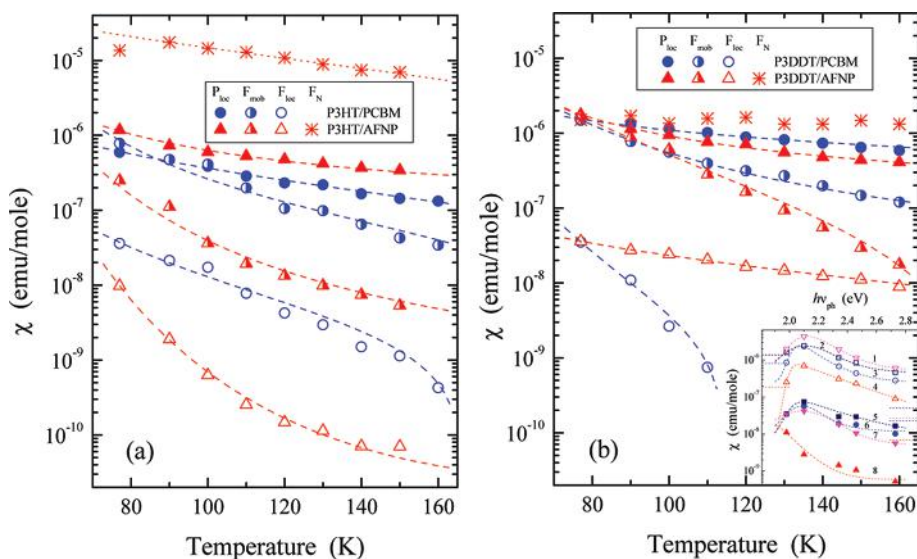 (a)
10⁻⁵
10⁻⁶
10⁻⁷
10⁻⁸
10⁻⁹
10⁻¹⁰
χ (emu/mole)
P_loc F_mob F_loc F_N
P3HT/PCBM
P3HT/AFNP
80 100 120 140 160
Temperature (K)
(b)
10⁻⁵
10⁻⁶
10⁻⁷
10⁻⁸
10⁻⁹
10⁻¹⁰
χ (emu/mole)
P_loc F_mob F_loc F_N
P3DDT/PCBM
P3DDT/AFNP
80 100 120 140 160
Temperature (K)
hν_ph (eV)
2.0 2.2 2.4 2.6 2.8
χ (emu/mole)
1
2
3
4
5
6
7
8